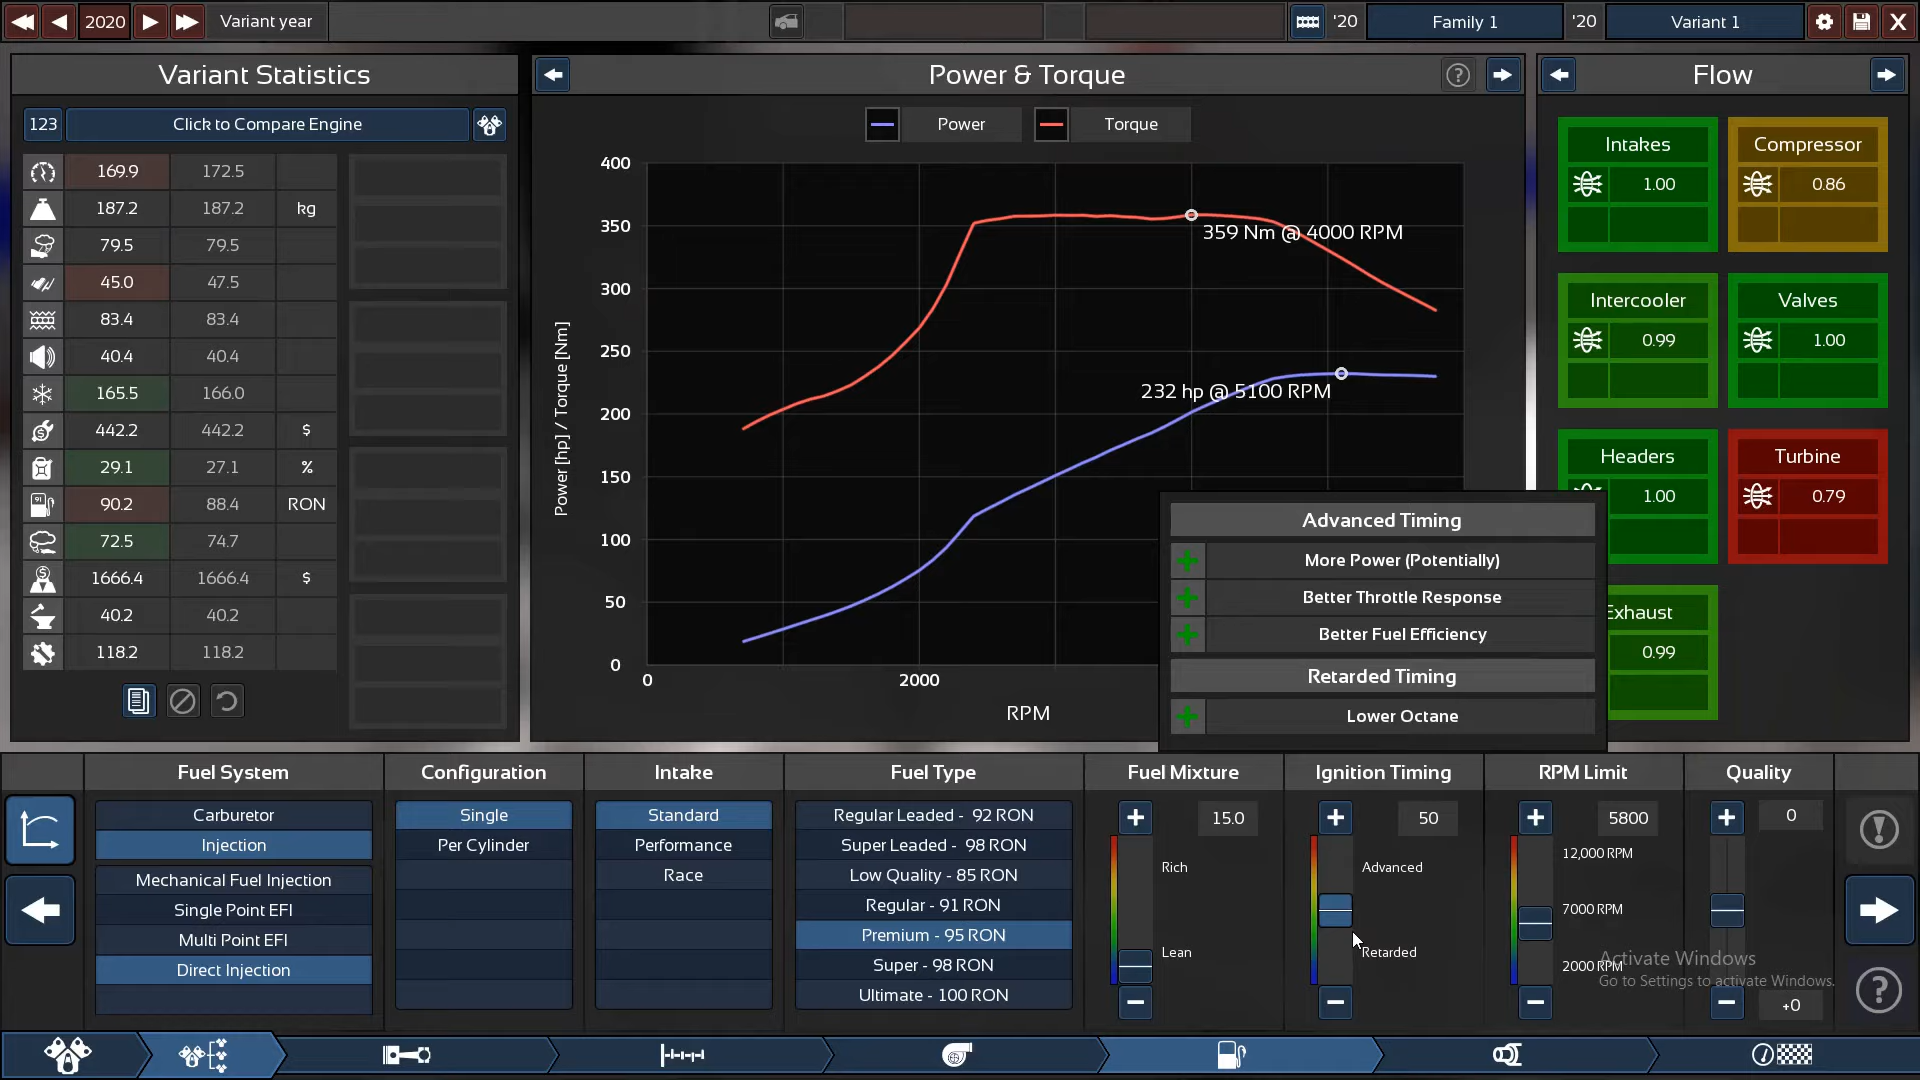 2020
Variant year
'20
Family 1
'20
Variant 1
Variant Statistics
123
Click to Compare Engine
169.9 172.5
187.2 187.2 kg
79.5 79.5
45.0 47.5
83.4 83.4
40.4 40.4
165.5 166.0
442.2 442.2 $
29.1 27.1 %
90.2 88.4 RON
72.5 74.7
1666.4 1666.4 $
40.2 40.2
118.2 118.2
Power & Torque
?
Power
Torque
Power [hp] / Torque [Nm]
400
350
300
250
200
150
100
50
0
359 Nm @ 4000 RPM
232 hp @ 5100 RPM
0
2000
RPM
Advanced Timing
More Power (Potentially)
Better Throttle Response
Better Fuel Efficiency
Retarded Timing
Lower Octane
Flow
Intakes
1.00
Compressor
0.86
Intercooler
0.99
Valves
1.00
Headers
1.00
Turbine
0.79
Exhaust
0.99
Fuel System
Carburetor
Injection
Mechanical Fuel Injection
Single Point EFI
Multi Point EFI
Direct Injection
Configuration
Single
Per Cylinder
Intake
Standard
Performance
Race
Fuel Type
Regular Leaded - 92 RON
Super Leaded - 98 RON
Low Quality - 85 RON
Regular - 91 RON
Premium - 95 RON
Super - 98 RON
Ultimate - 100 RON
Fuel Mixture
15.0
Rich
Lean
Ignition Timing
50
Advanced
Retarded
RPM Limit
5800
12,000 RPM
7000 RPM
2000 RPM
Quality
0
+0
?
Activate Windows
Go to Settings to activate Windows.